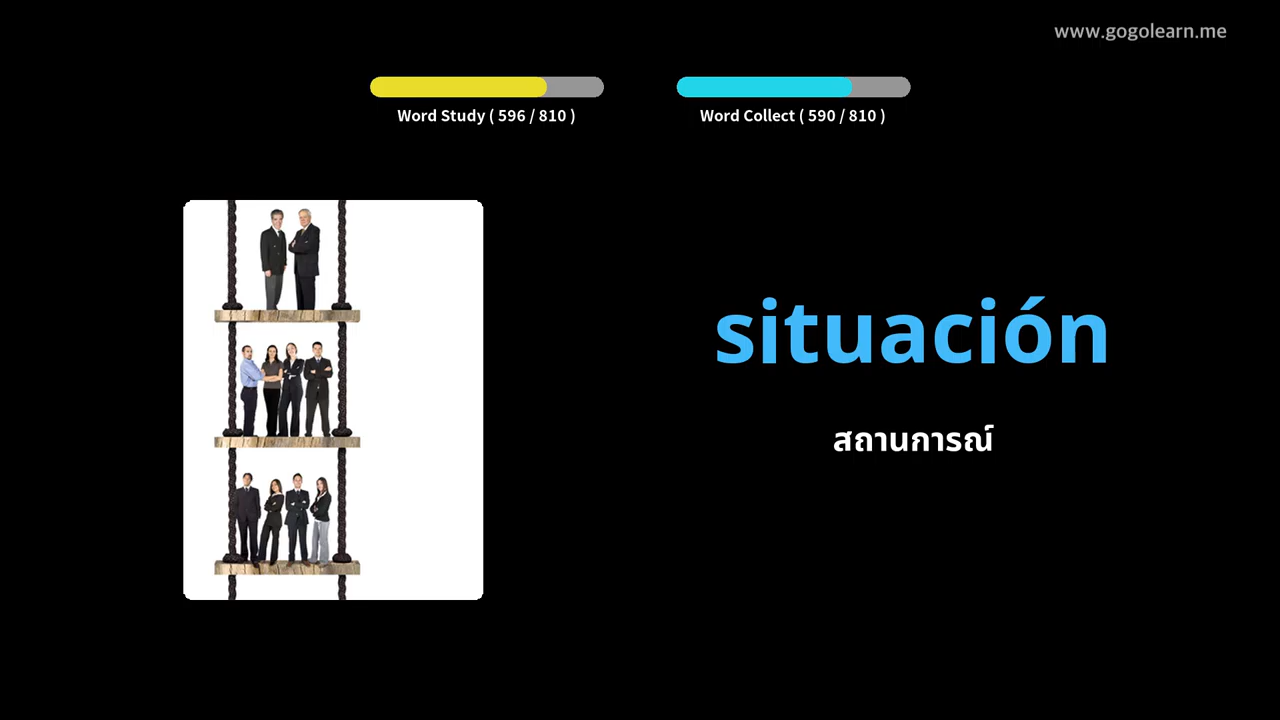 www.gogolearn.me
Word Study ( 596 / 810 )
Word Collect ( 590 / 810 )
situación
สถานการณ์